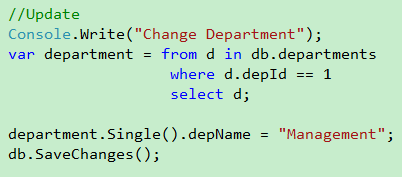 //Update
Console.Write("Change Department");
var department = from d in db.departments
where d.depId == 1
select d;
department.Single().depName = "Management";
db.SaveChanges();